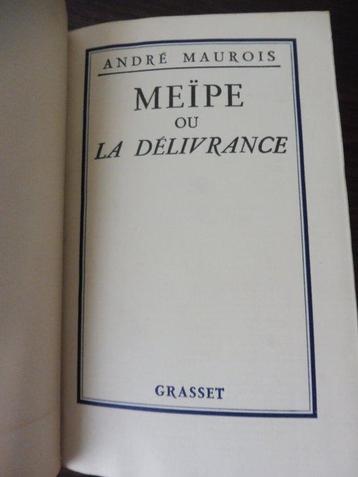 ANDRÉ MAUROIS
MEÏPE
OU
LA DÉLIVRANCE
GRASSET